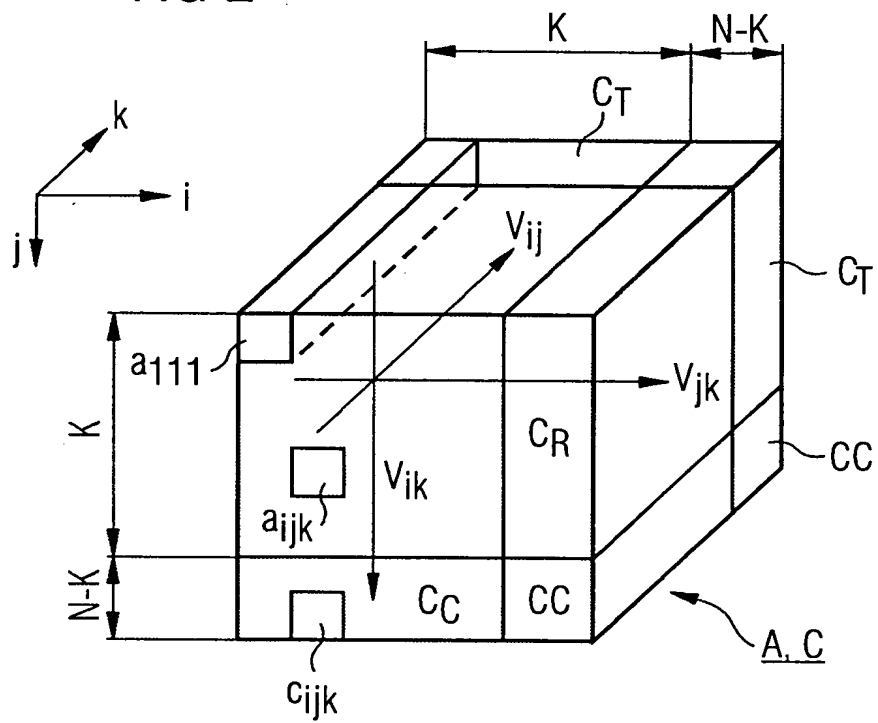 K N-K
C_T
k
i
j
V_ij
C_T
a_111
V_jk
K
C_R
CC
V_ik
a_ijk
N-K
C_C CC
A, C
c_ijk